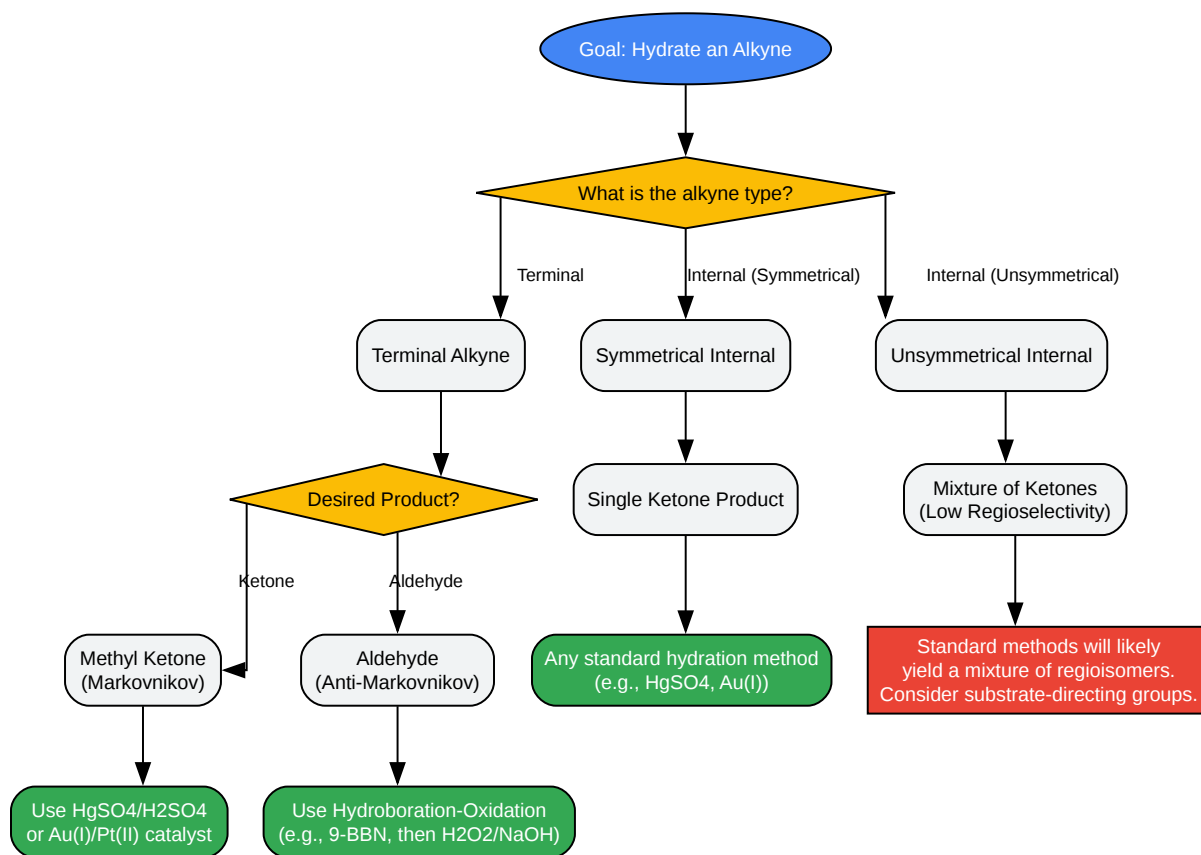 Goal: Hydrate an Alkyne
What is the alkyne type?
Terminal
Internal (Symmetrical)
Internal (Unsymmetrical)
Terminal Alkyne
Symmetrical Internal
Unsymmetrical Internal
Desired Product?
Single Ketone Product
Mixture of Ketones
(Low Regioselectivity)
Ketone
Aldehyde
Methyl Ketone
(Markovnikov)
Aldehyde
(Anti-Markovnikov)
Any standard hydration method
(e.g., HgSO4, Au(I))
Standard methods will likely
yield a mixture of regioisomers.
Consider substrate-directing groups.
Use HgSO4/H2SO4
or Au(I)/Pt(II) catalyst
Use Hydroboration-Oxidation
(e.g., 9-BBN, then H2O2/NaOH)